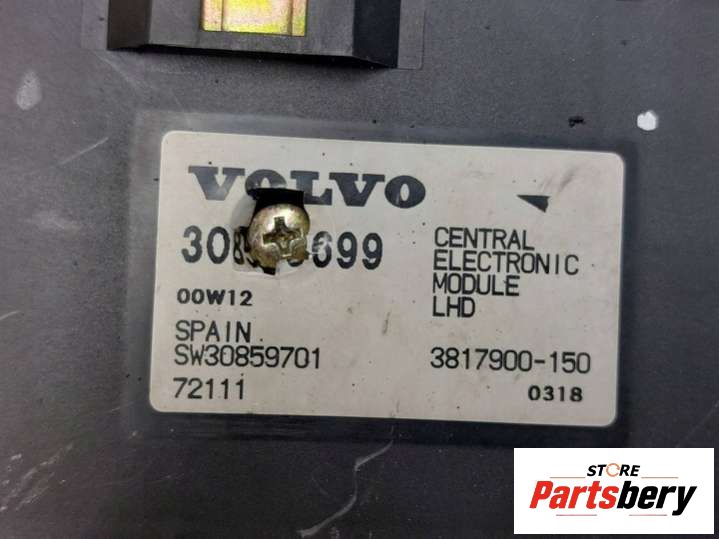 VOLVO
CENTRAL
ELECTRONIC
MODULE
LHD
00W12
SPAIN
SW30859701
3817900-150
72111
0318
STORE
Partsbery